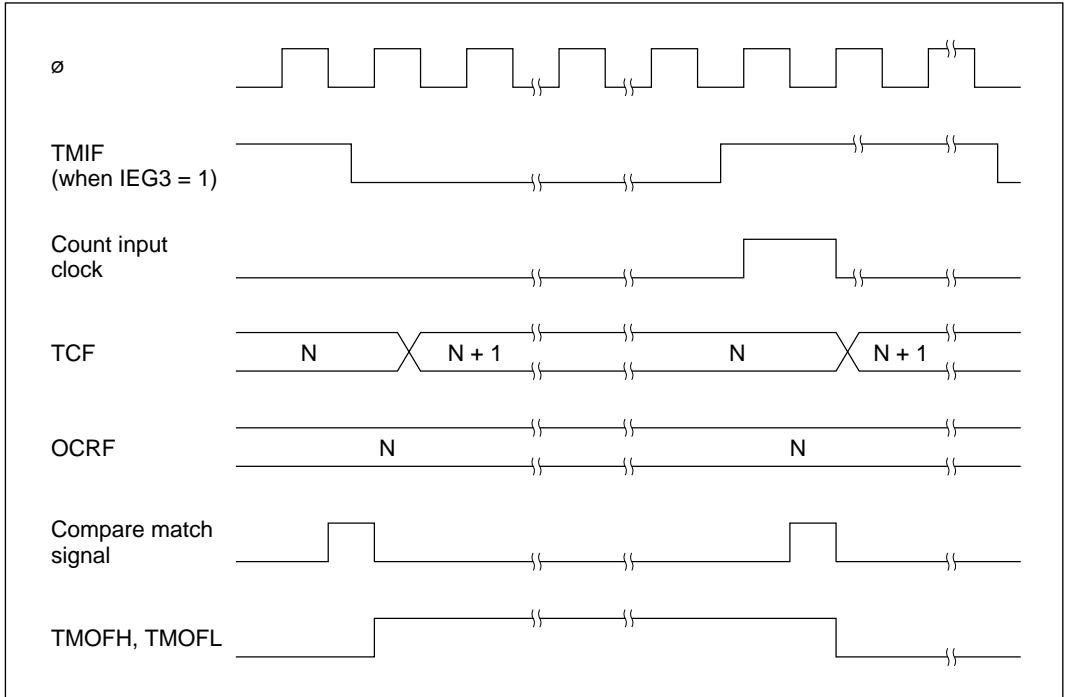 ø
TMIF
(when IEG3 = 1)
Count input
clock
TCF N N + 1 N N + 1
OCRF N N
Compare match
signal
TMOFH, TMOFL